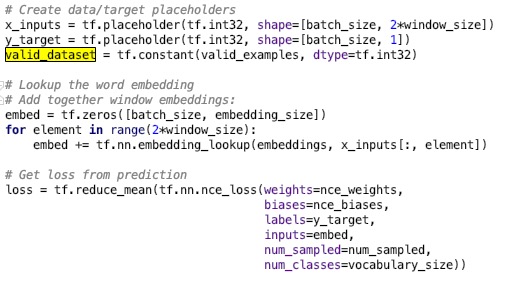 # Create data/target placeholders
x_inputs = tf.placeholder(tf.int32, shape=[batch_size, 2*window_size])
y_target = tf.placeholder(tf.int32, shape=[batch_size, 1])
valid_dataset = tf.constant(valid_examples, dtype=tf.int32)

# Lookup the word embedding
# Add together window embeddings:
embed = tf.zeros([batch_size, embedding_size])
for element in range(2*window_size):
    embed += tf.nn.embedding_lookup(embeddings, x_inputs[:, element])

# Get loss from prediction
loss = tf.reduce_mean(tf.nn.nce_loss(weights=nce_weights,
                                     biases=nce_biases,
                                     labels=y_target,
                                     inputs=embed,
                                     num_sampled=num_sampled,
                                     num_classes=vocabulary_size))